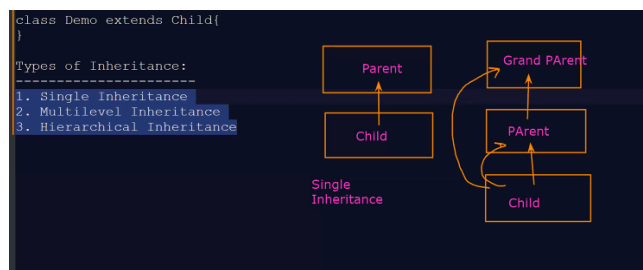 class Demo extends Child{
}
Types of Inheritance:
----------------------
1. Single Inheritance
2. Multilevel Inheritance
3. Hierarchical Inheritance
Parent
Child
Single
Inheritance
Grand PArent
PArent
Child